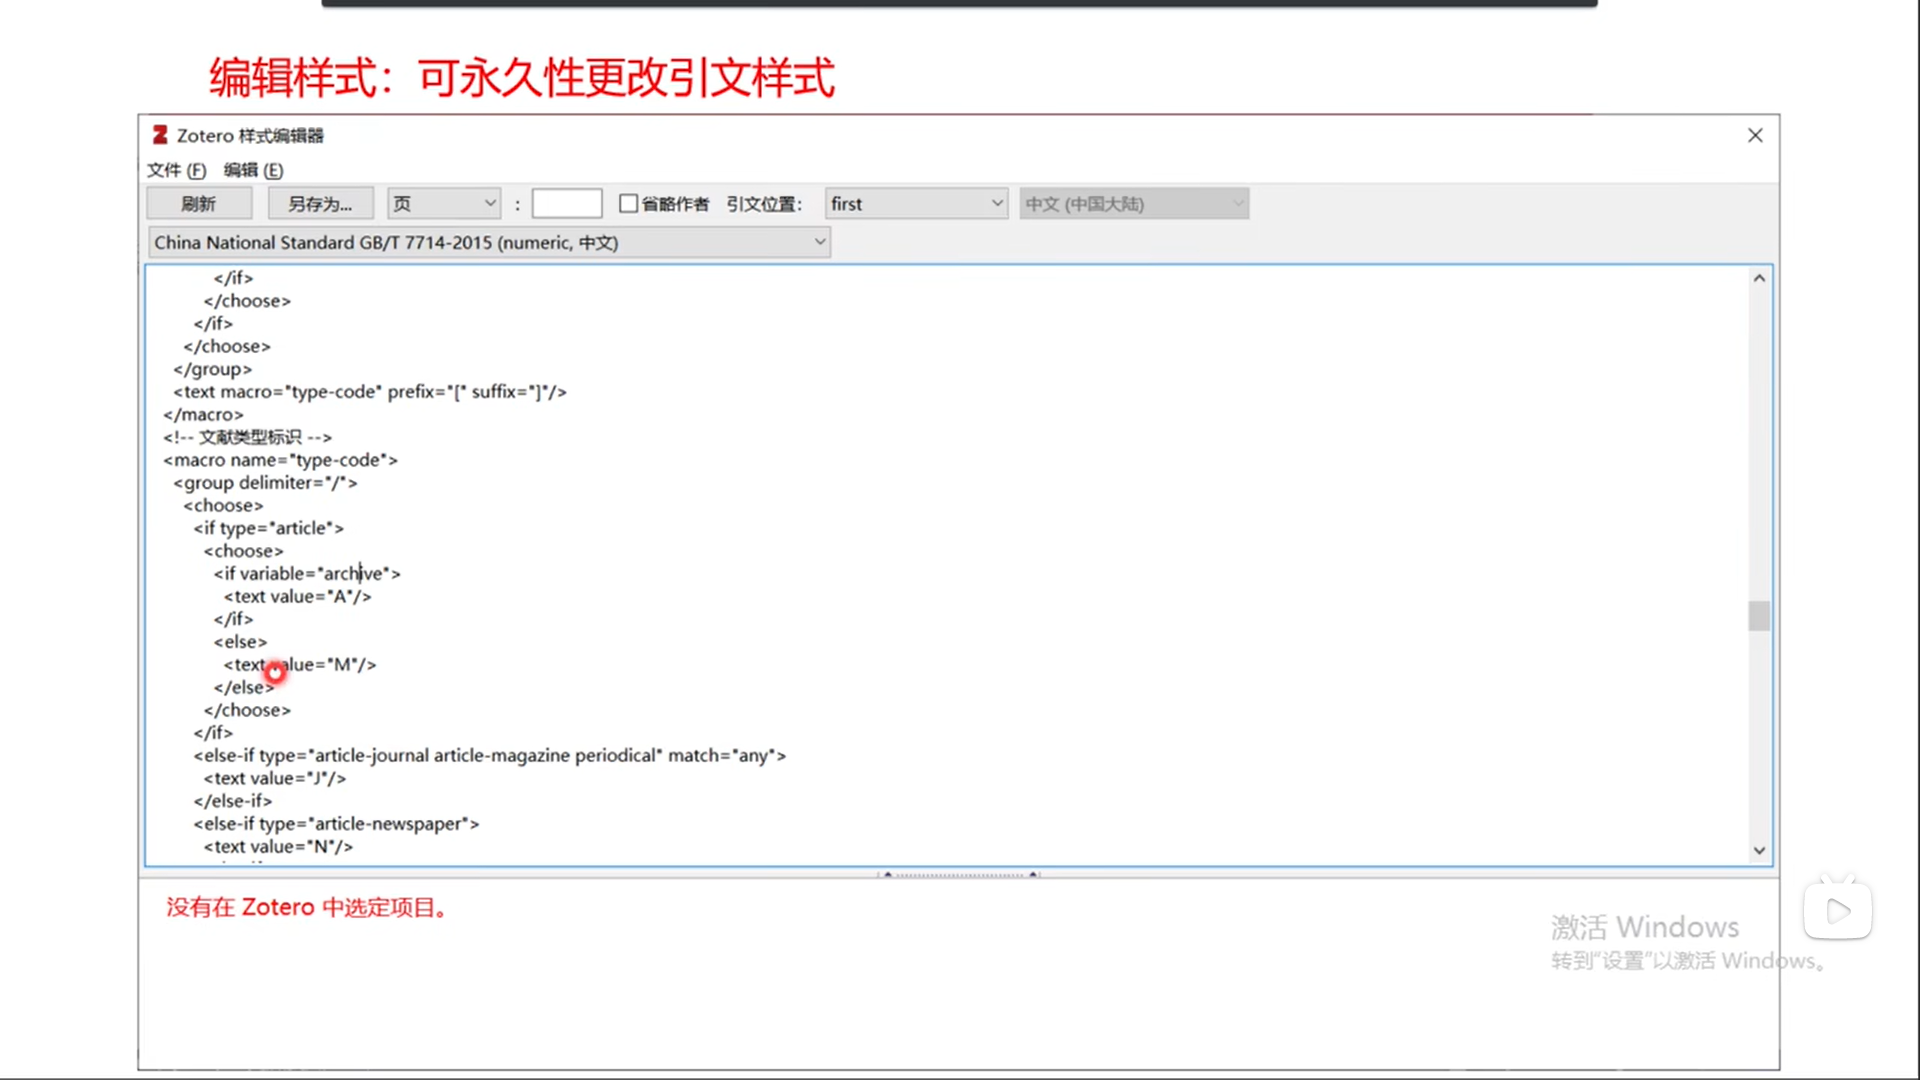 编辑样式：可永久性更改引文样式
Zotero 样式编辑器
文件 (F) 编辑 (E)
刷新 另存为... 页 : 省略作者 引文位置: first 中文 (中国大陆)
China National Standard GB/T 7714-2015 (numeric, 中文)
</if>
</choose>
</if>
</choose>
</group>
<text macro="type-code" prefix="[" suffix="]"/>
</macro>
<!-- 文献类型标识 -->
<macro name="type-code">
<group delimiter="/">
<choose>
<if type="article">
<choose>
<if variable="archive">
<text value="A"/>
</if>
<else>
<text value="M"/>
</else>
</choose>
</if>
<else-if type="article-journal article-magazine periodical" match="any">
<text value="J"/>
</else-if>
<else-if type="article-newspaper">
<text value="N"/>
没有在 Zotero 中选定项目。
激活 Windows
转到"设置"以激活 Windows。